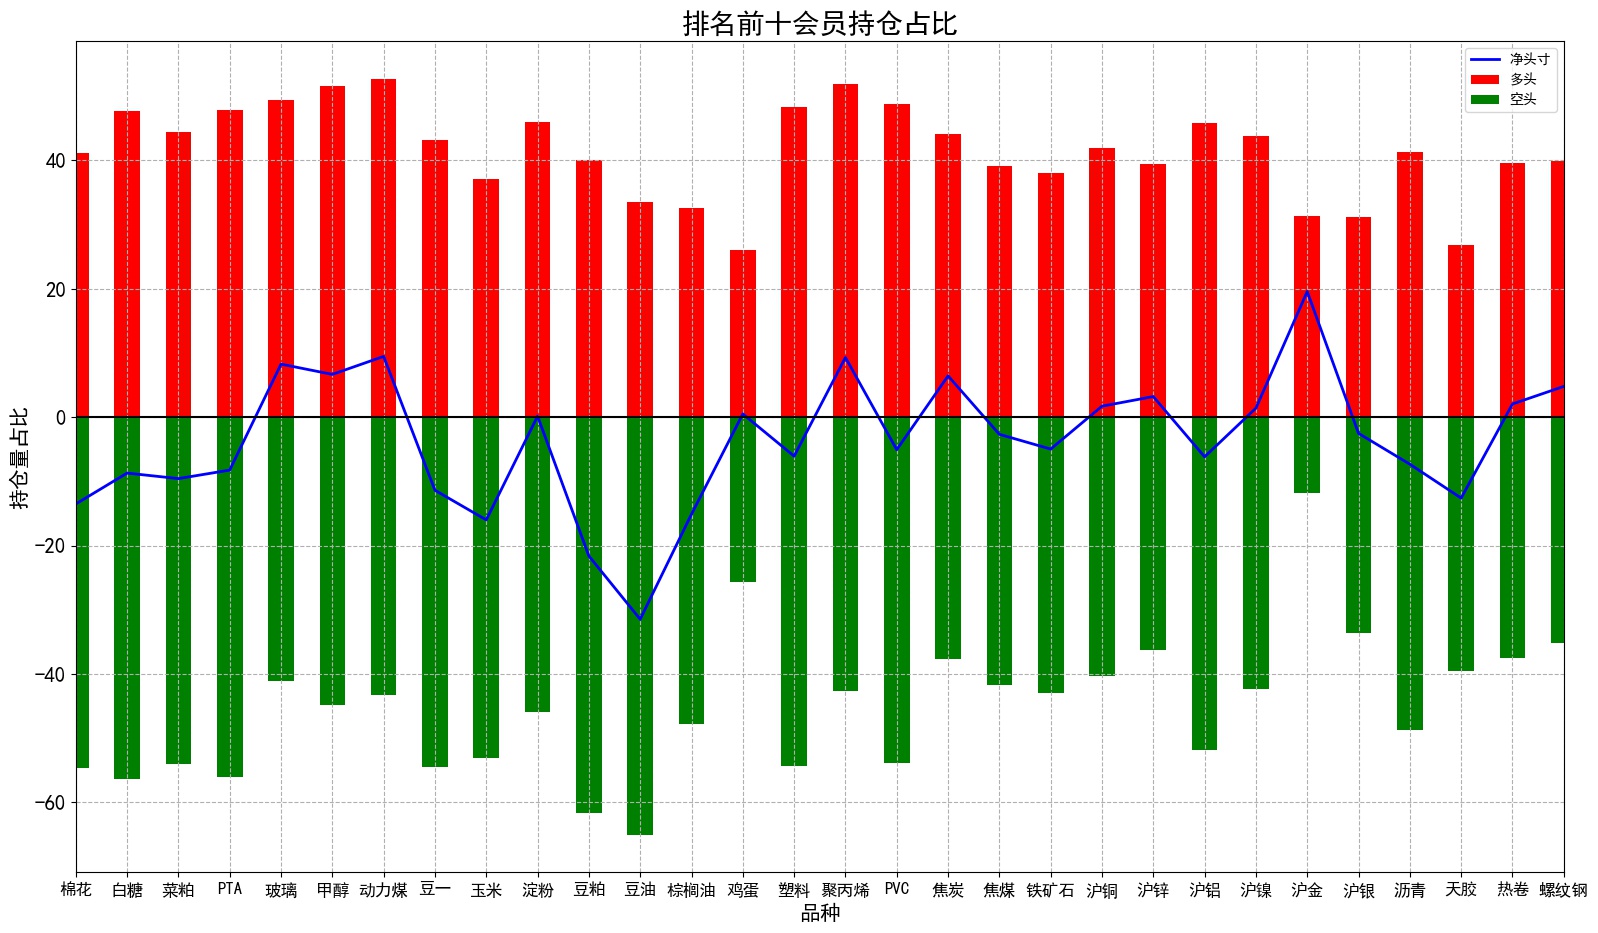 排名前十会员持仓占比
净头寸
多头
空头
持仓量占比
40
20
0
−20
−40
−60
棉花 白糖 菜粕 PTA 玻璃 甲醇 动力煤 豆一 玉米 淀粉 豆粕 豆油 棕榈油 鸡蛋 塑料 聚丙烯 PVC 焦炭 焦煤 铁矿石 沪铜 沪锌 沪铝 沪镍 沪金 沪银 沥青 天胶 热卷 螺纹钢
品种